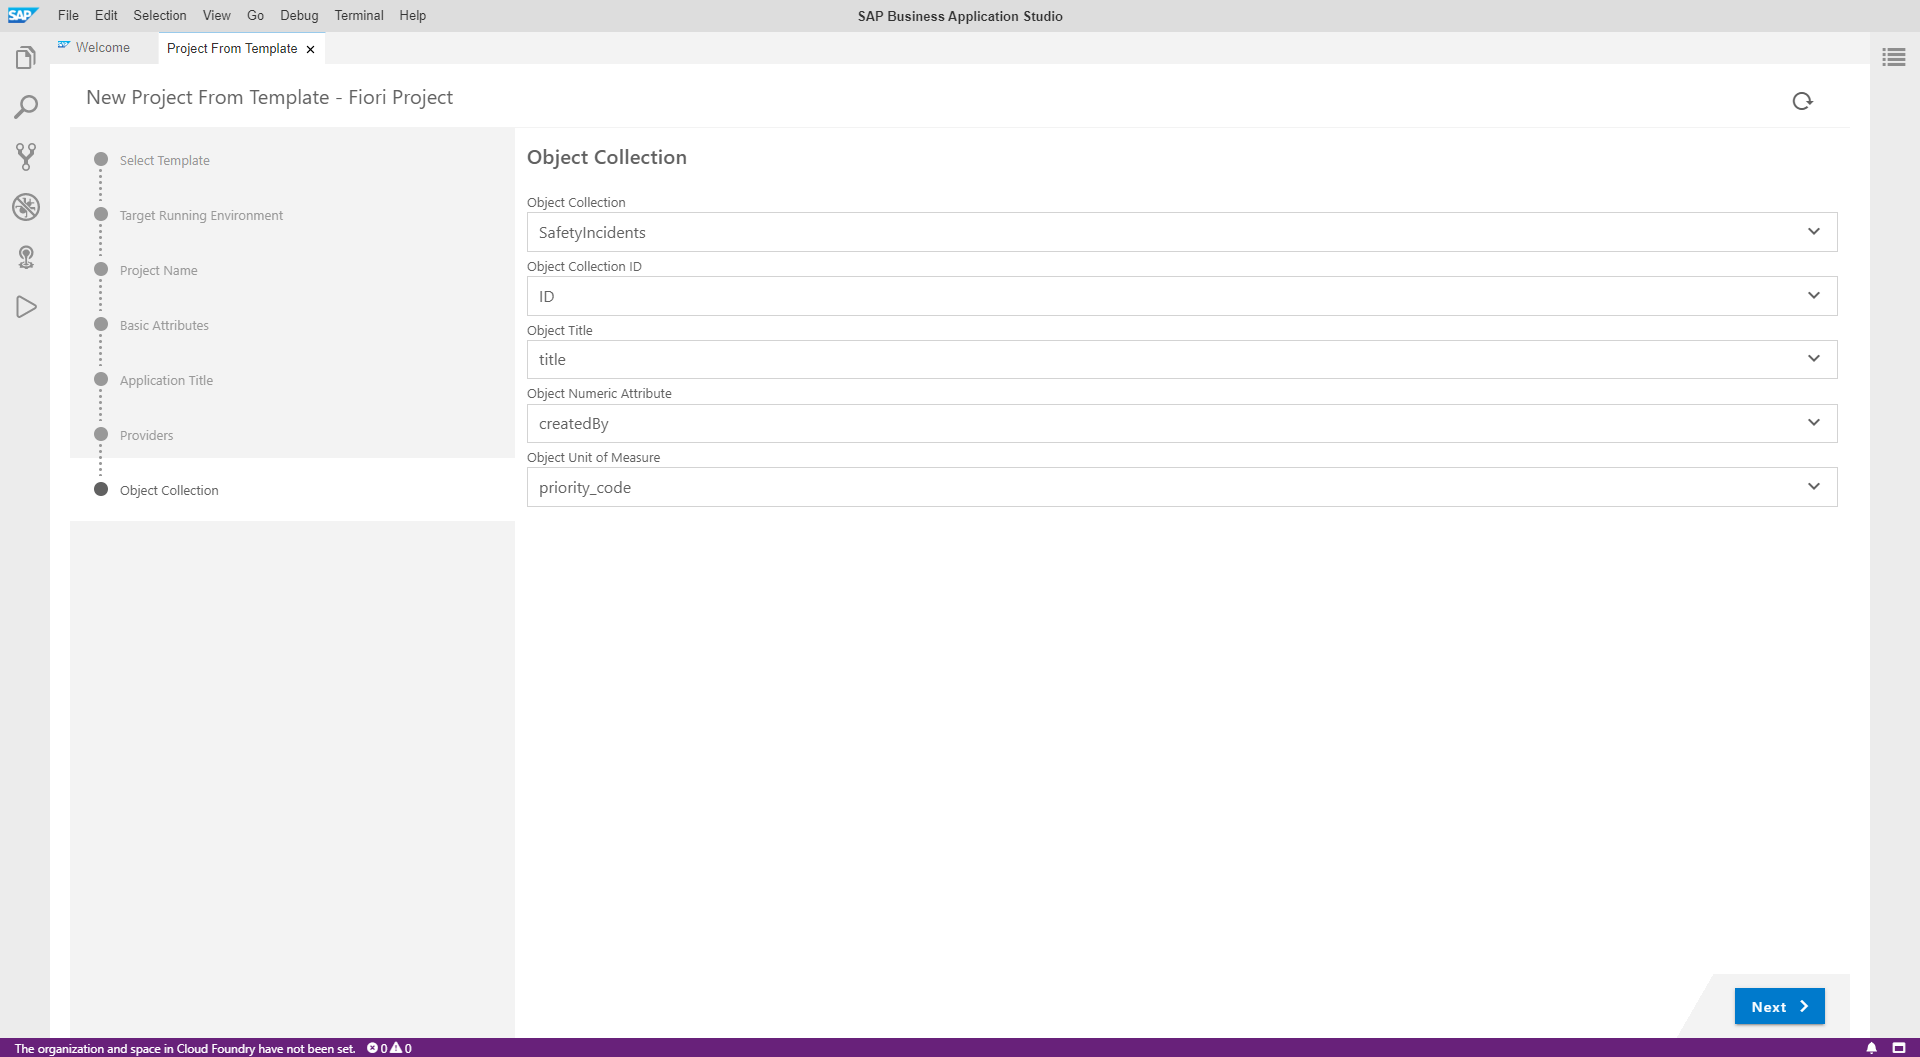 SAP File Edit Selection View Go Debug Terminal Help SAP Business Application Studio
SAP Welcome Project From Template ×
New Project From Template - Fiori Project
Select Template
Target Running Environment
Project Name
Basic Attributes
Application Title
Providers
Object Collection
Object Collection
Object Collection
SafetyIncidents
Object Collection ID
ID
Object Title
title
Object Numeric Attribute
createdBy
Object Unit of Measure
priority_code
Next
The organization and space in Cloud Foundry have not been set. 0 0